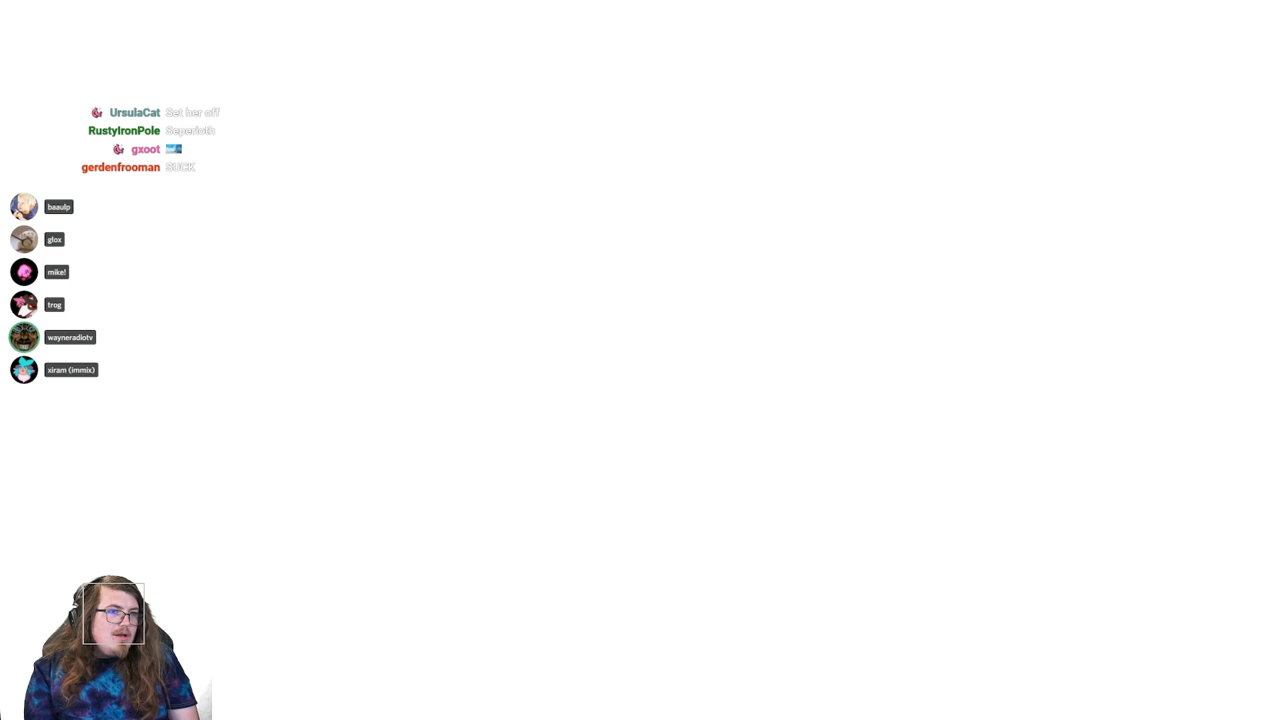 UrsulaCat Set her off
RustyIronPole Seperioth
gxoot
gerdenfrooman SUCK
baaulp
glox
mike!
trog
wayneradiotv
xiram (immix)